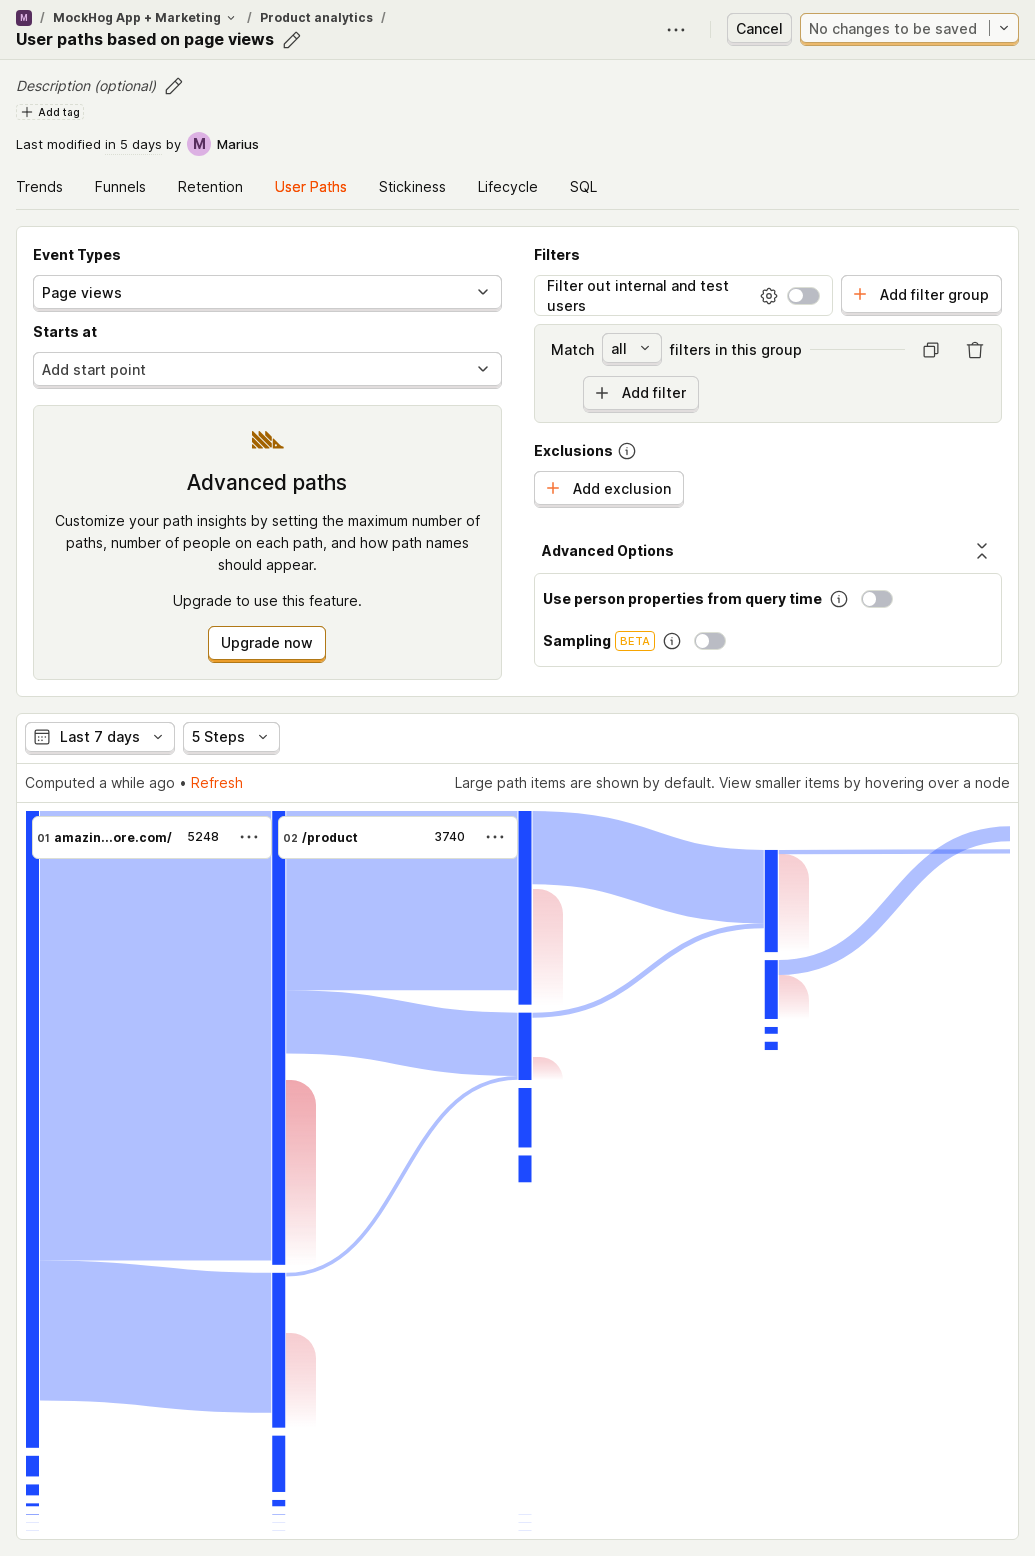 M / MockHog App + Marketing / Product analytics /
User paths based on page views
Cancel
No changes to be saved
Description (optional)
Add tag
Last modified in 5 days by M Marius
Trends Funnels Retention User Paths Stickiness Lifecycle SQL
Event Types
Page views
Starts at
Add start point
Advanced paths
Customize your path insights by setting the maximum number of
paths, number of people on each path, and how path names
should appear.
Upgrade to use this feature.
Upgrade now
Filters
Filter out internal and test
users
Add filter group
Match all filters in this group
Add filter
Exclusions
Add exclusion
Advanced Options
Use person properties from query time
Sampling BETA
Last 7 days 5 Steps
Computed a while ago • Refresh
Large path items are shown by default. View smaller items by hovering over a node
01 amazin...ore.com/ 5248
02 /product 3740